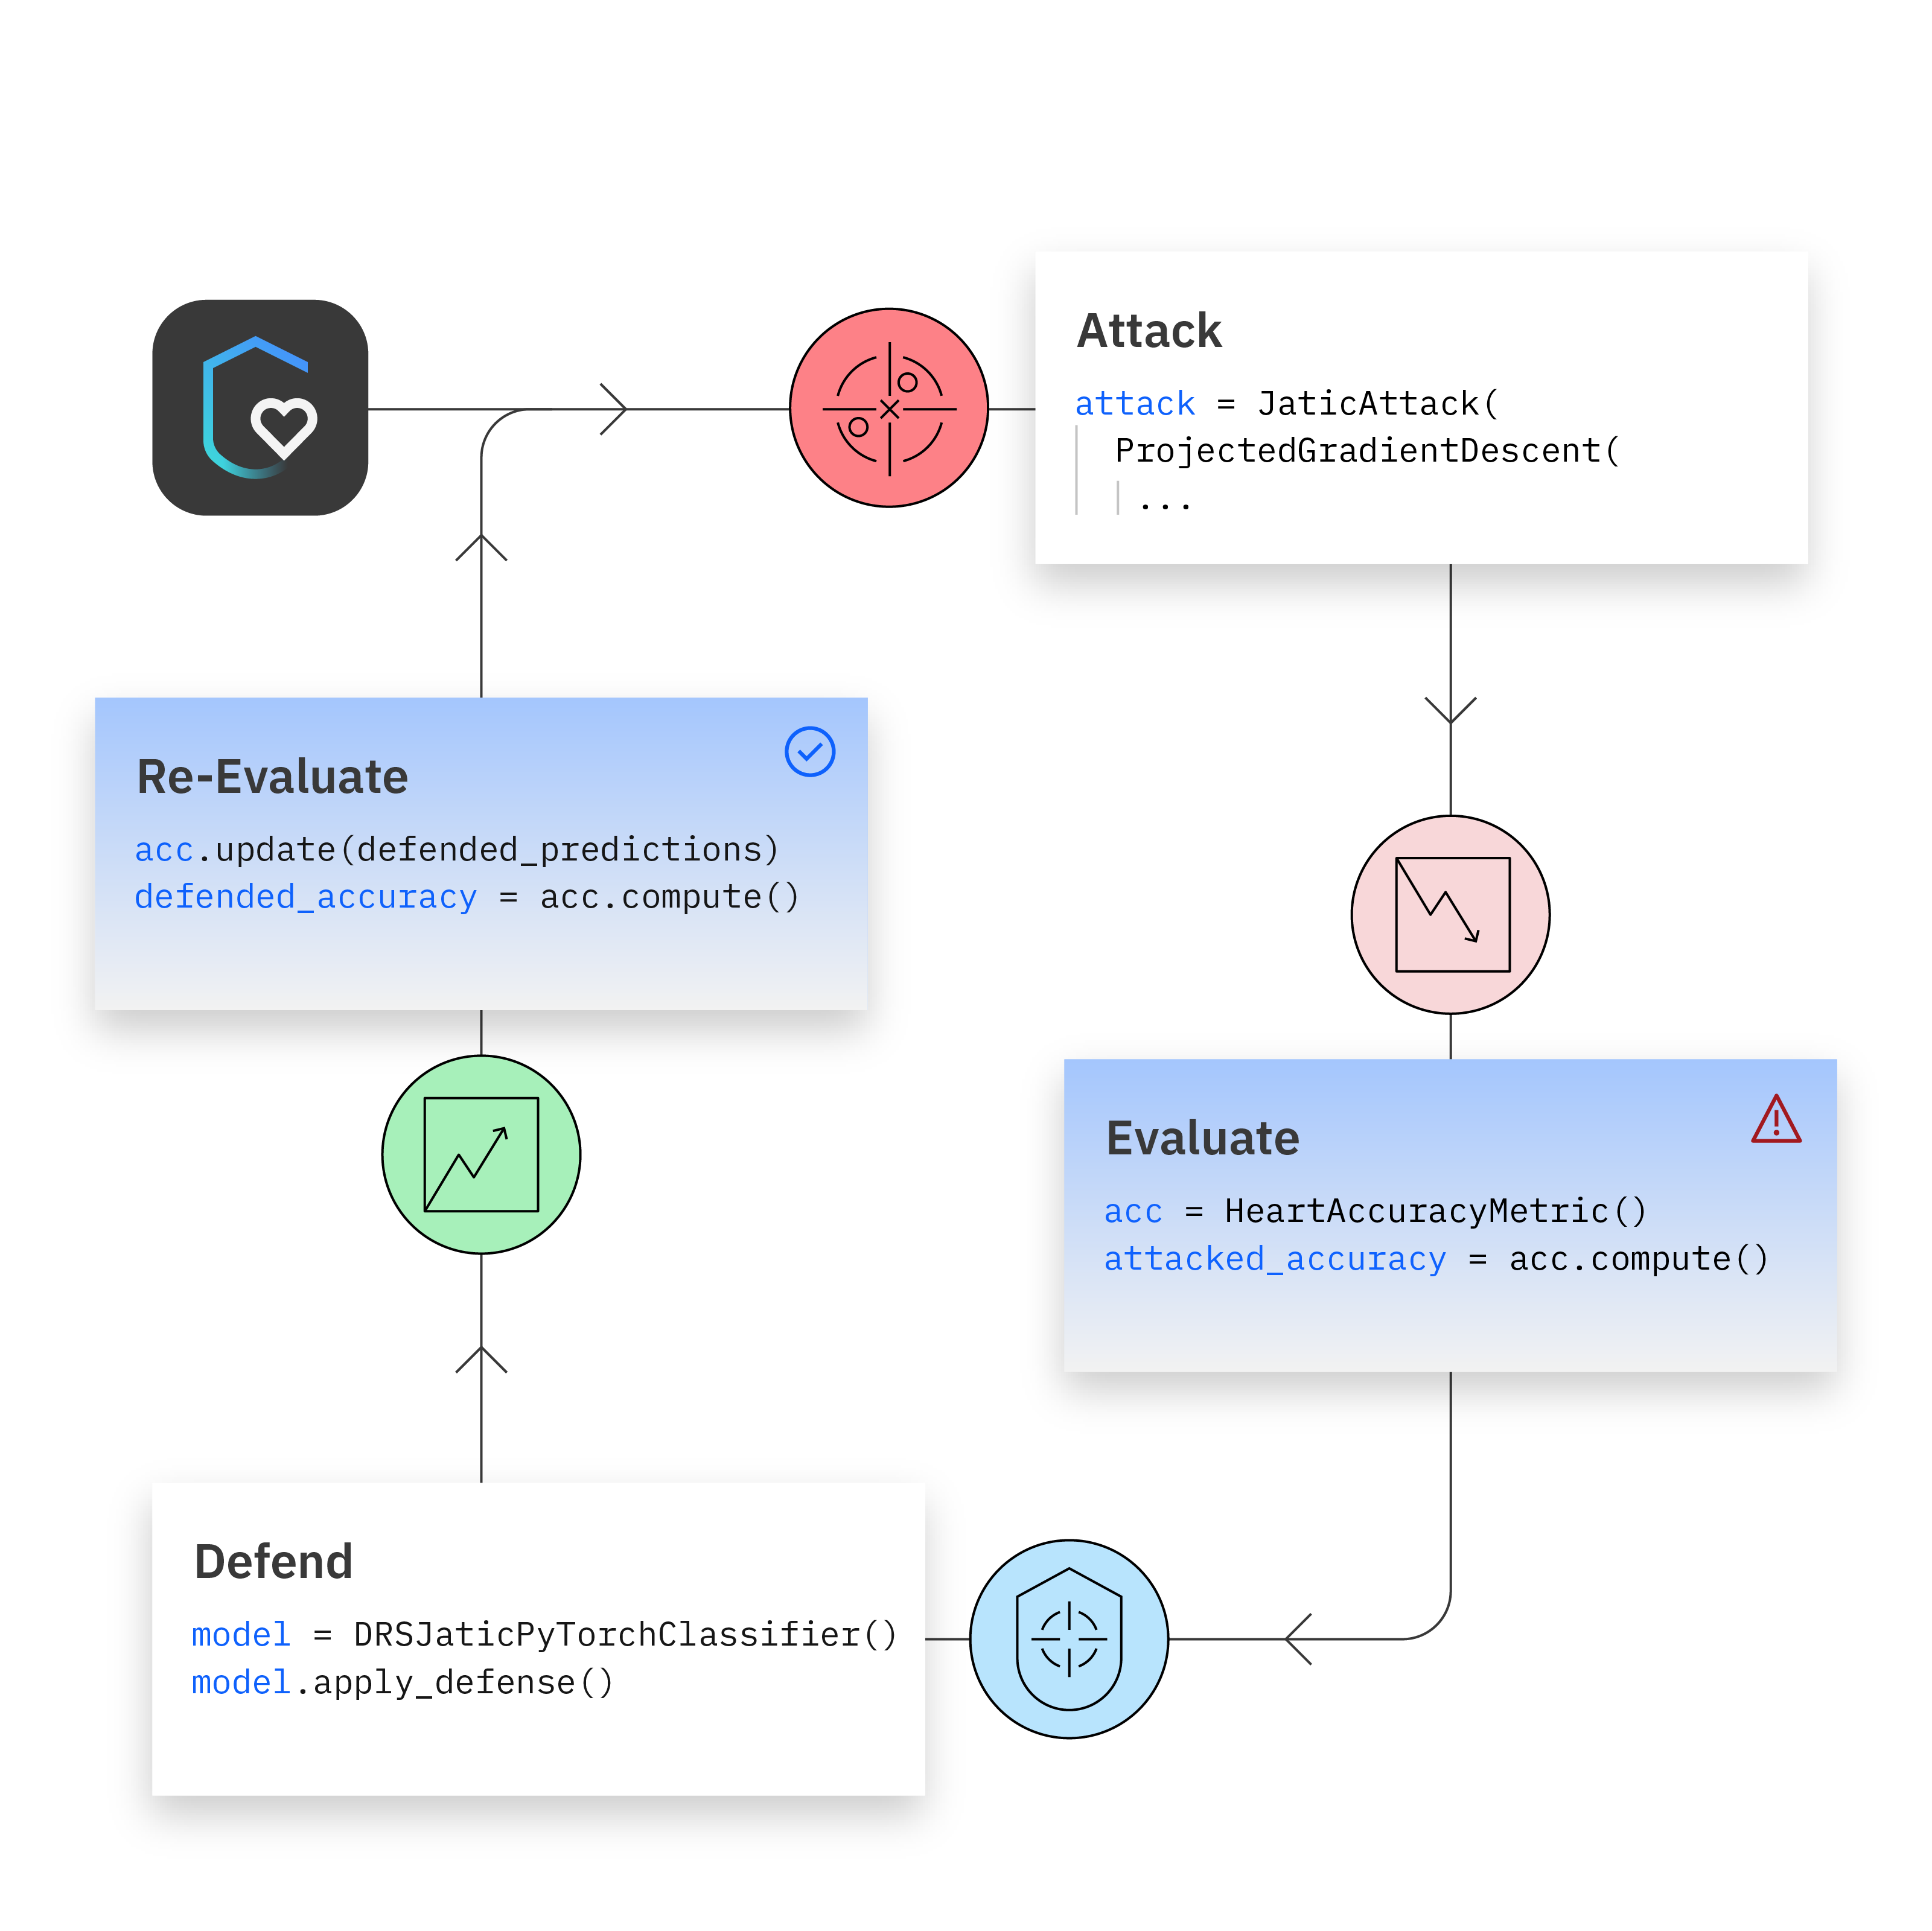 Attack
attack = JaticAttack(
ProjectedGradientDescent(
...
Evaluate
acc = HeartAccuracyMetric()
attacked_accuracy = acc.compute()
Defend
model = DRSJaticPyTorchClassifier()
model.apply_defense()
Re-Evaluate
acc.update(defended_predictions)
defended_accuracy = acc.compute()